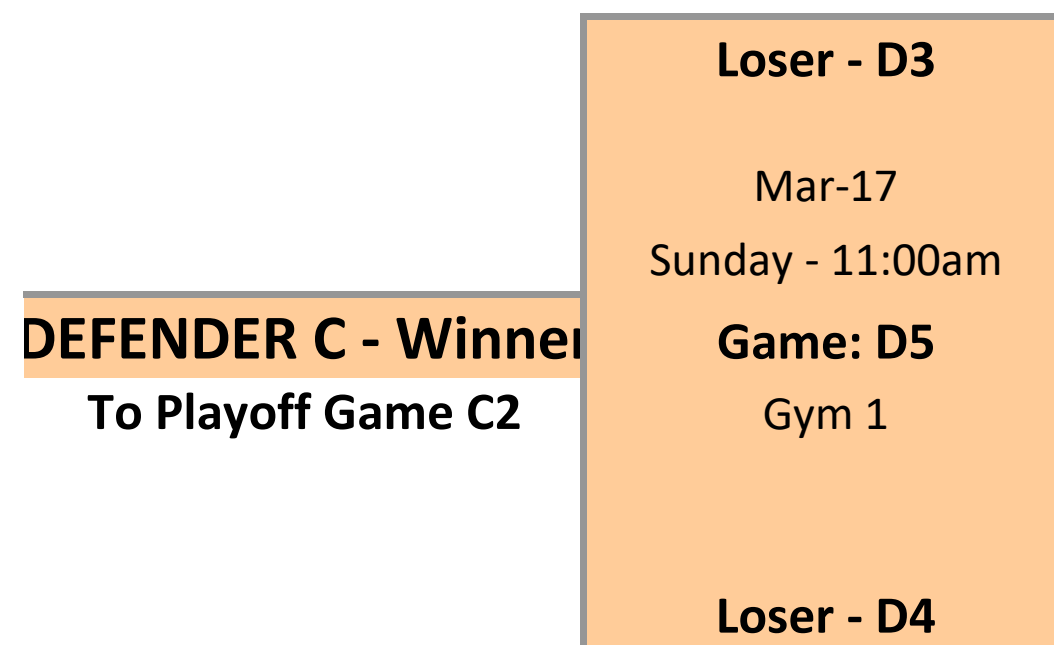 Loser - D3
Mar-17
Sunday - 11:00am
DEFENDER C - Winner
Game: D5
To Playoff Game C2
Gym 1
Loser - D4